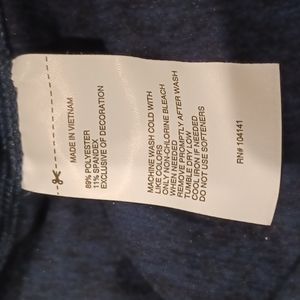 MADE IN VIETNAM
89% POLYESTER
11% SPANDEX
EXCLUSIVE OF DECORATION
MACHINE WASH COLD WITH
LIKE COLORS
ONLY NON-CHLORINE BLEACH
WHEN NEEDED
REMOVE PROMPTLY AFTER WASH
TUMBLE DRY LOW
COOL IRON IF NEEDED
DO NOT USE SOFTENERS
RN# 104141